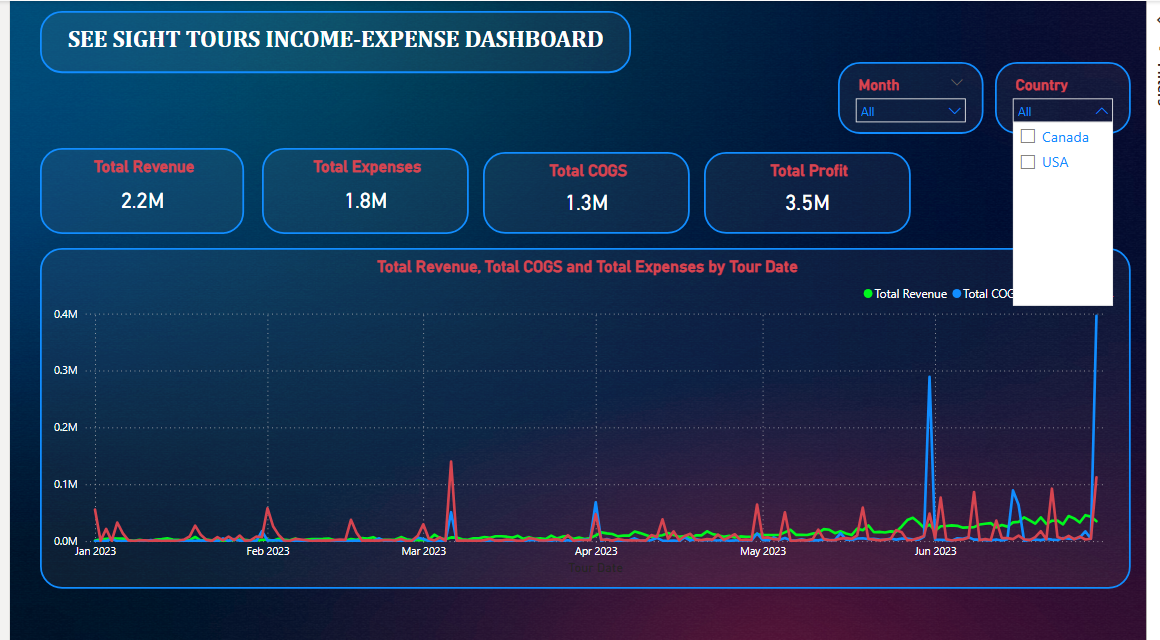 SEE SIGHT TOURS INCOME-EXPENSE DASHBOARD
Month
All
Country
All
Canada
USA
Total Revenue
2.2M
Total Expenses
1.8M
Total COGS
1.3M
Total Profit
3.5M
Total Revenue, Total COGS and Total Expenses by Tour Date
Total Revenue Total COG
0.4M
0.3M
0.2M
0.1M
0.0M
Jan 2023 Feb 2023 Mar 2023 Apr 2023 May 2023 Jun 2023
Tour Date